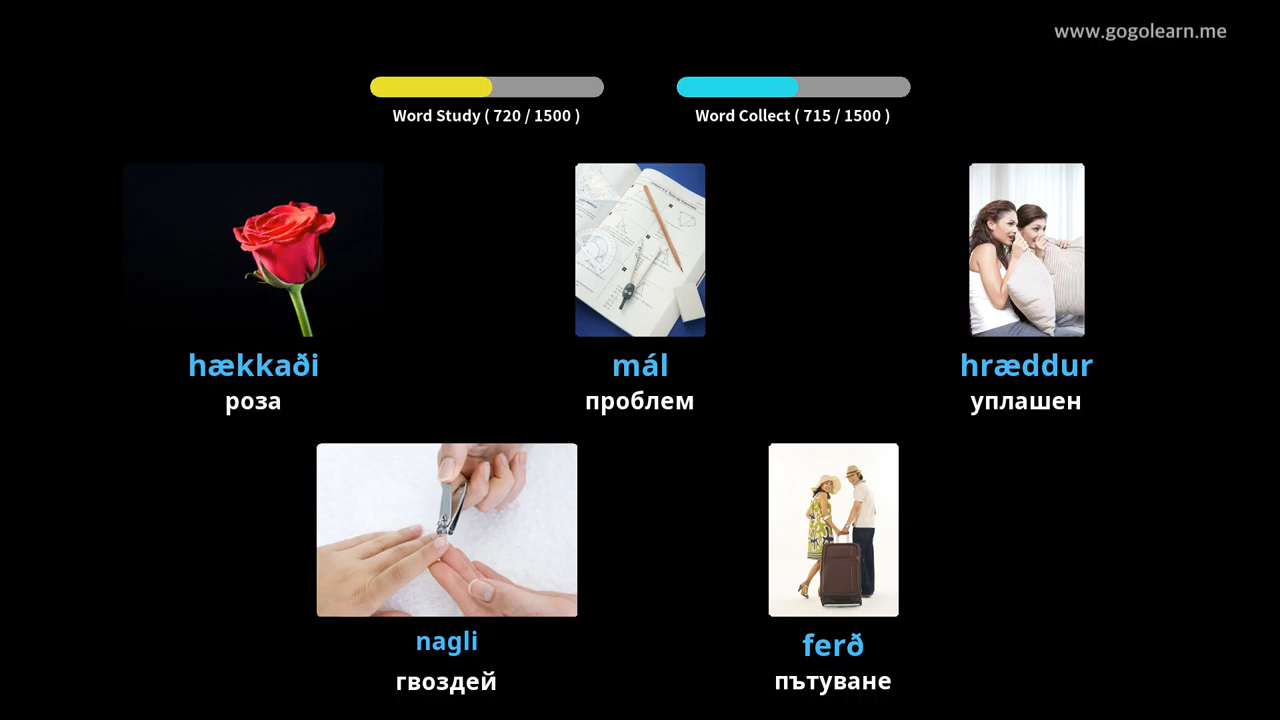 www.gogolearn.me
Word Study ( 720 / 1500 )
Word Collect ( 715 / 1500 )
hækkaði
роза
mál
проблем
hræddur
уплашен
nagli
гвоздей
ferð
пътуване